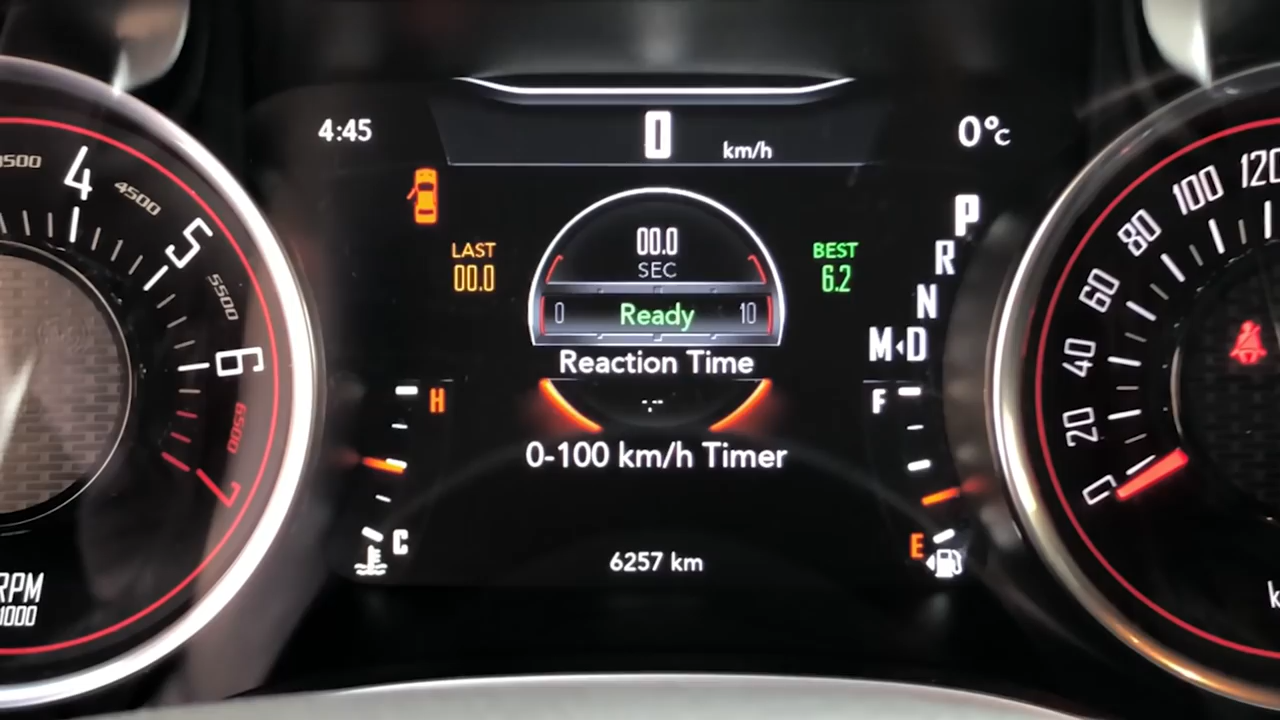 4:45
0 km/h
0°C
LAST
00.0
00.0
SEC
BEST
6.2
0 Ready 10
Reaction Time
-.-
0-100 km/h Timer
6257 km
P
R
N
M D
H
C
F
E
4
4500
5
5500
6
6500
7
RPM
1000
0
20
40
60
80
100
120